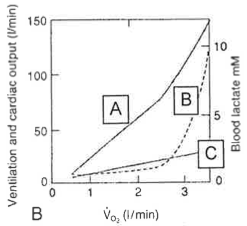 Ventilation and cardiac output (l/min)
150
100
50
0
A
B
C
10
5
0
Blood lactate mM
0
1
2
3
B
V̇O₂ (l/min)